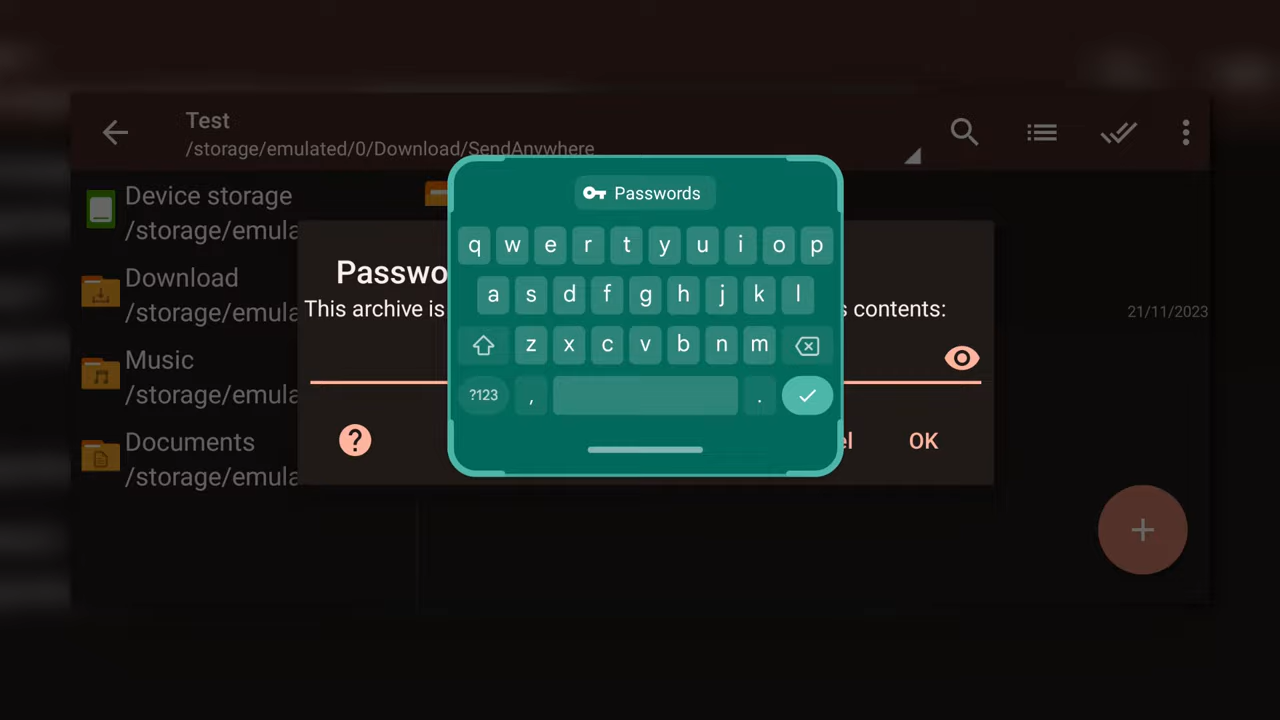 Test
/storage/emulated/0/Download/SendAnywhere
Device storage
/storage/emula
Download
/storage/emula
Music
/storage/emula
Documents
/storage/emula
21/11/2023
Passwo
This archive is
s contents:
el
OK
Passwords
q w e r t y u i o p
a s d f g h j k l
z x c v b n m
?123 , .